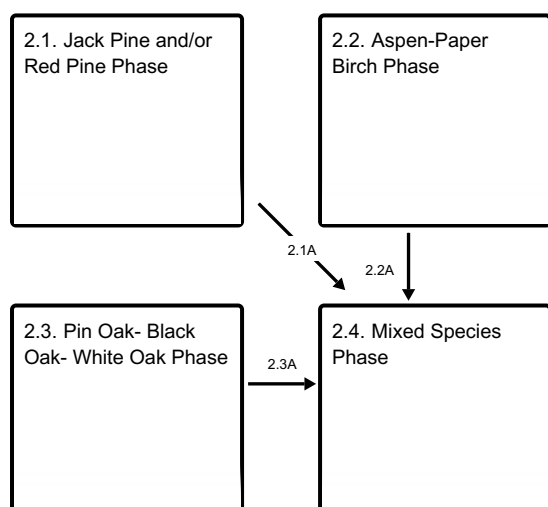 2.1. Jack Pine and/or
Red Pine Phase
2.2. Aspen-Paper
Birch Phase
2.1A
2.2A
2.3. Pin Oak- Black
Oak- White Oak Phase
2.3A
2.4. Mixed Species
Phase